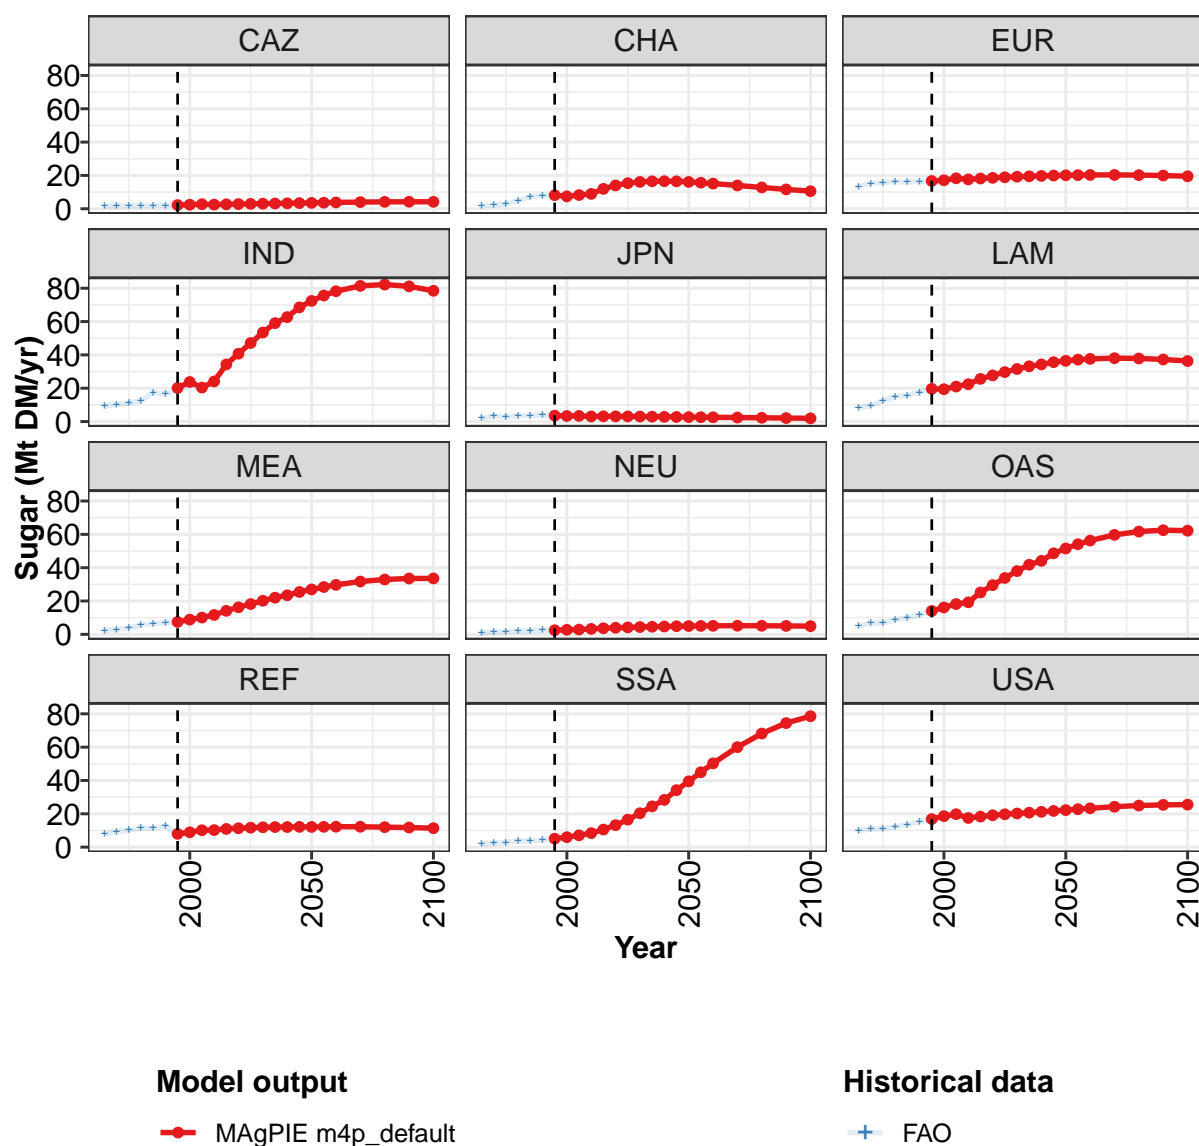 CAZ CHA EUR
80
60
40
20
0
IND JPN LAM
80
60
40
20
0
MEA NEU OAS
80
60
40
20
0
REF SSA USA
80
60
40
20
0
Sugar (Mt DM/yr)
2000 2050 2100 2000 2050 2100 2000 2050 2100
Year
Model output Historical data
MAgPIE m4p_default FAO